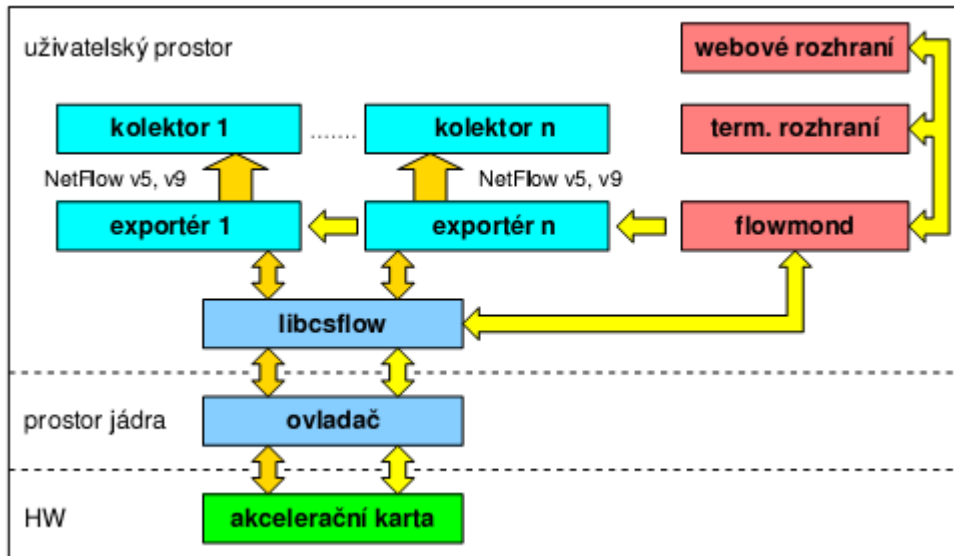 uživatelský prostor
webové rozhraní
kolektor 1
........
kolektor n
term. rozhraní
NetFlow v5, v9
NetFlow v5, v9
exportér 1
exportér n
flowmond
libcsflow
prostor jádra
ovladač
HW
akcelerační karta